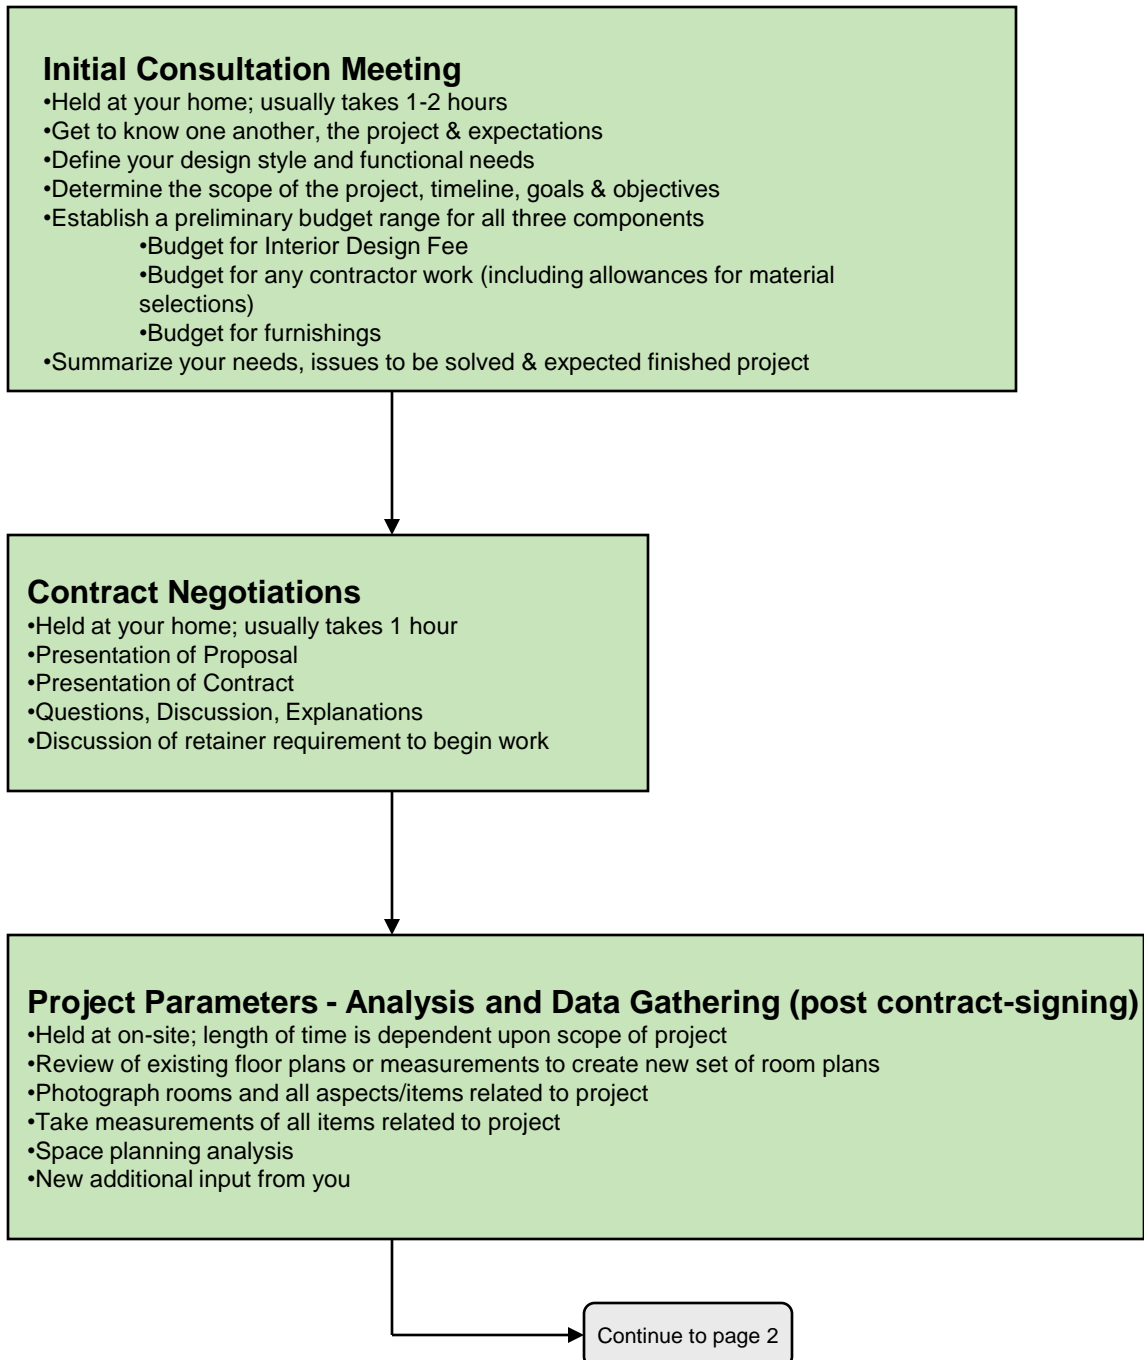 Initial Consultation Meeting
•Held at your home; usually takes 1-2 hours
•Get to know one another, the project & expectations
•Define your design style and functional needs
•Determine the scope of the project, timeline, goals & objectives
•Establish a preliminary budget range for all three components
•Budget for Interior Design Fee
•Budget for any contractor work (including allowances for material
selections)
•Budget for furnishings
•Summarize your needs, issues to be solved & expected finished project
Contract Negotiations
•Held at your home; usually takes 1 hour
•Presentation of Proposal
•Presentation of Contract
•Questions, Discussion, Explanations
•Discussion of retainer requirement to begin work
Project Parameters - Analysis and Data Gathering (post contract-signing)
•Held at on-site; length of time is dependent upon scope of project
•Review of existing floor plans or measurements to create new set of room plans
•Photograph rooms and all aspects/items related to project
•Take measurements of all items related to project
•Space planning analysis
•New additional input from you
Continue to page 2